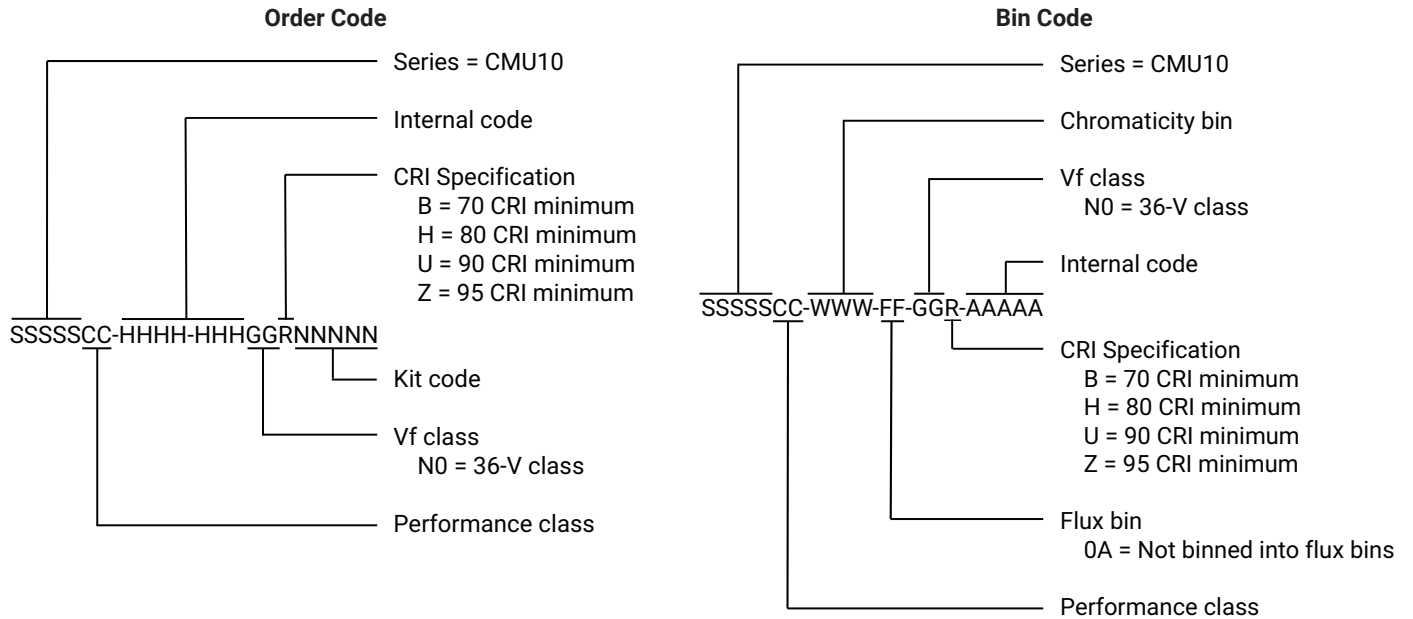 Order Code
Series = CMU10
Internal code
CRI Specification
B = 70 CRI minimum
H = 80 CRI minimum
U = 90 CRI minimum
Z = 95 CRI minimum
SSSSSCC-HHHH-HHHGGRNNNNN
Kit code
Vf class
N0 = 36-V class
Performance class
Bin Code
Series = CMU10
Chromaticity bin
Vf class
N0 = 36-V class
Internal code
SSSSSCC-WWW-FF-GGR-AAAAA
CRI Specification
B = 70 CRI minimum
H = 80 CRI minimum
U = 90 CRI minimum
Z = 95 CRI minimum
Flux bin
0A = Not binned into flux bins
Performance class